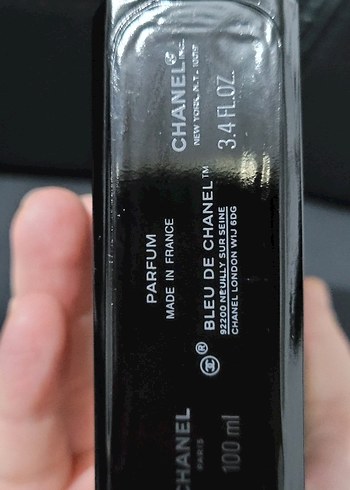 CHANEL
PARIS
PARFUM
MADE IN FRANCE
CHANEL
NEW YORK, N.Y.
100 ml
®
BLEU DE CHANEL™
92200 NEUILLY SUR SEINE
CHANEL LONDON W1J 6DG
3.4 FL.OZ.